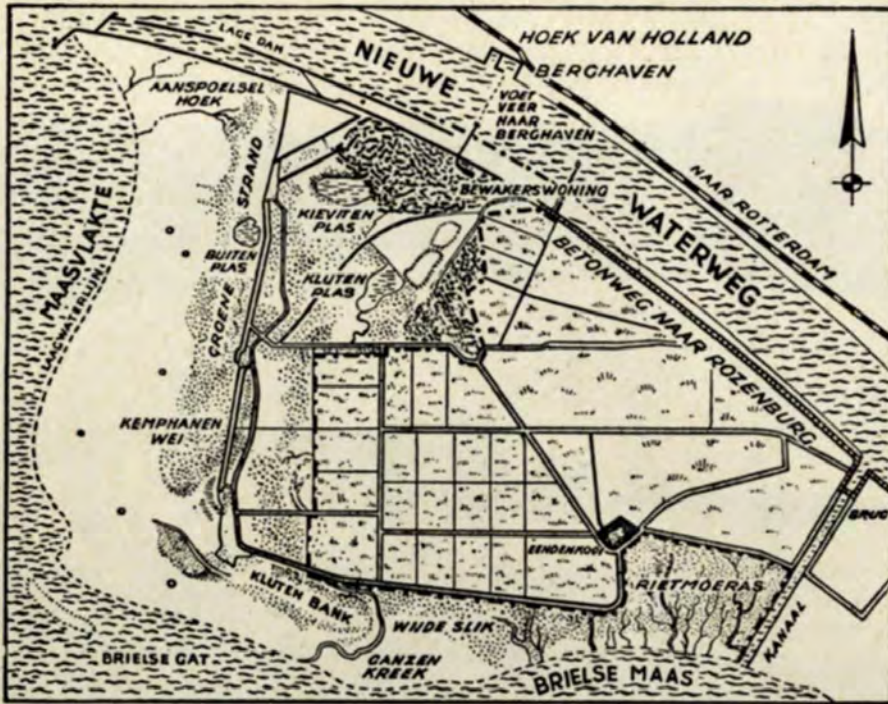 LAGE DAM
NIEUWE
HOEK VAN HOLLAND
BERGHAVEN
AANSPOELSEL
HOEK
VOET
VEER
NAAR
BERGHAVEN
NAAR ROTTERDAM
STRAND
BEWAKERSWONING
KIEVITEN
PLAS
WATERWEG
MAASVLAKTE
LAAGWATERLIJN
BUITEN
PLAS
KLUTEN
PLAS
BETONWEG NAAR ROZENBURG
GROENE
KEMPHANEN
WEI
BRUG
EENDENKOOI
KLUTEN BANK
RIETMOERAS
WIJDE SLIK
KANAAL
BRIELSE GAT
GANZEN
KREEK
BRIELSE MAAS